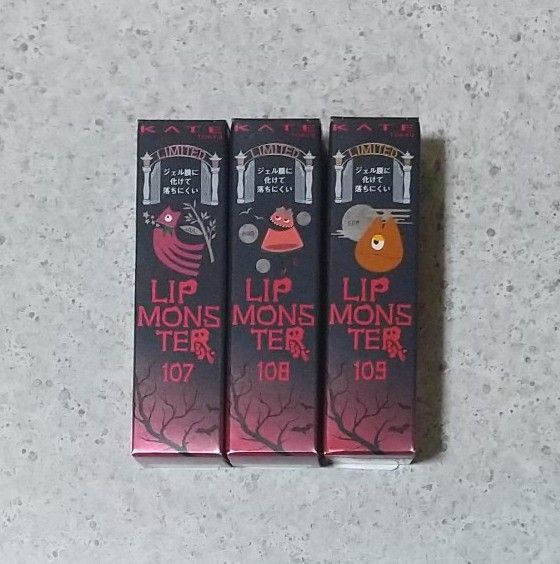 KATE
TOKYO
LIMITED
ジェル膜に
化けて
落ちにくい
LIP
MONS
TER
107
KATE
TOKYO
LIMITED
ジェル膜に
化けて
落ちにくい
LIP
MONS
TER
108
KATE
TOKYO
LIMITED
ジェル膜に
化けて
落ちにくい
LIP
MONS
TER
109